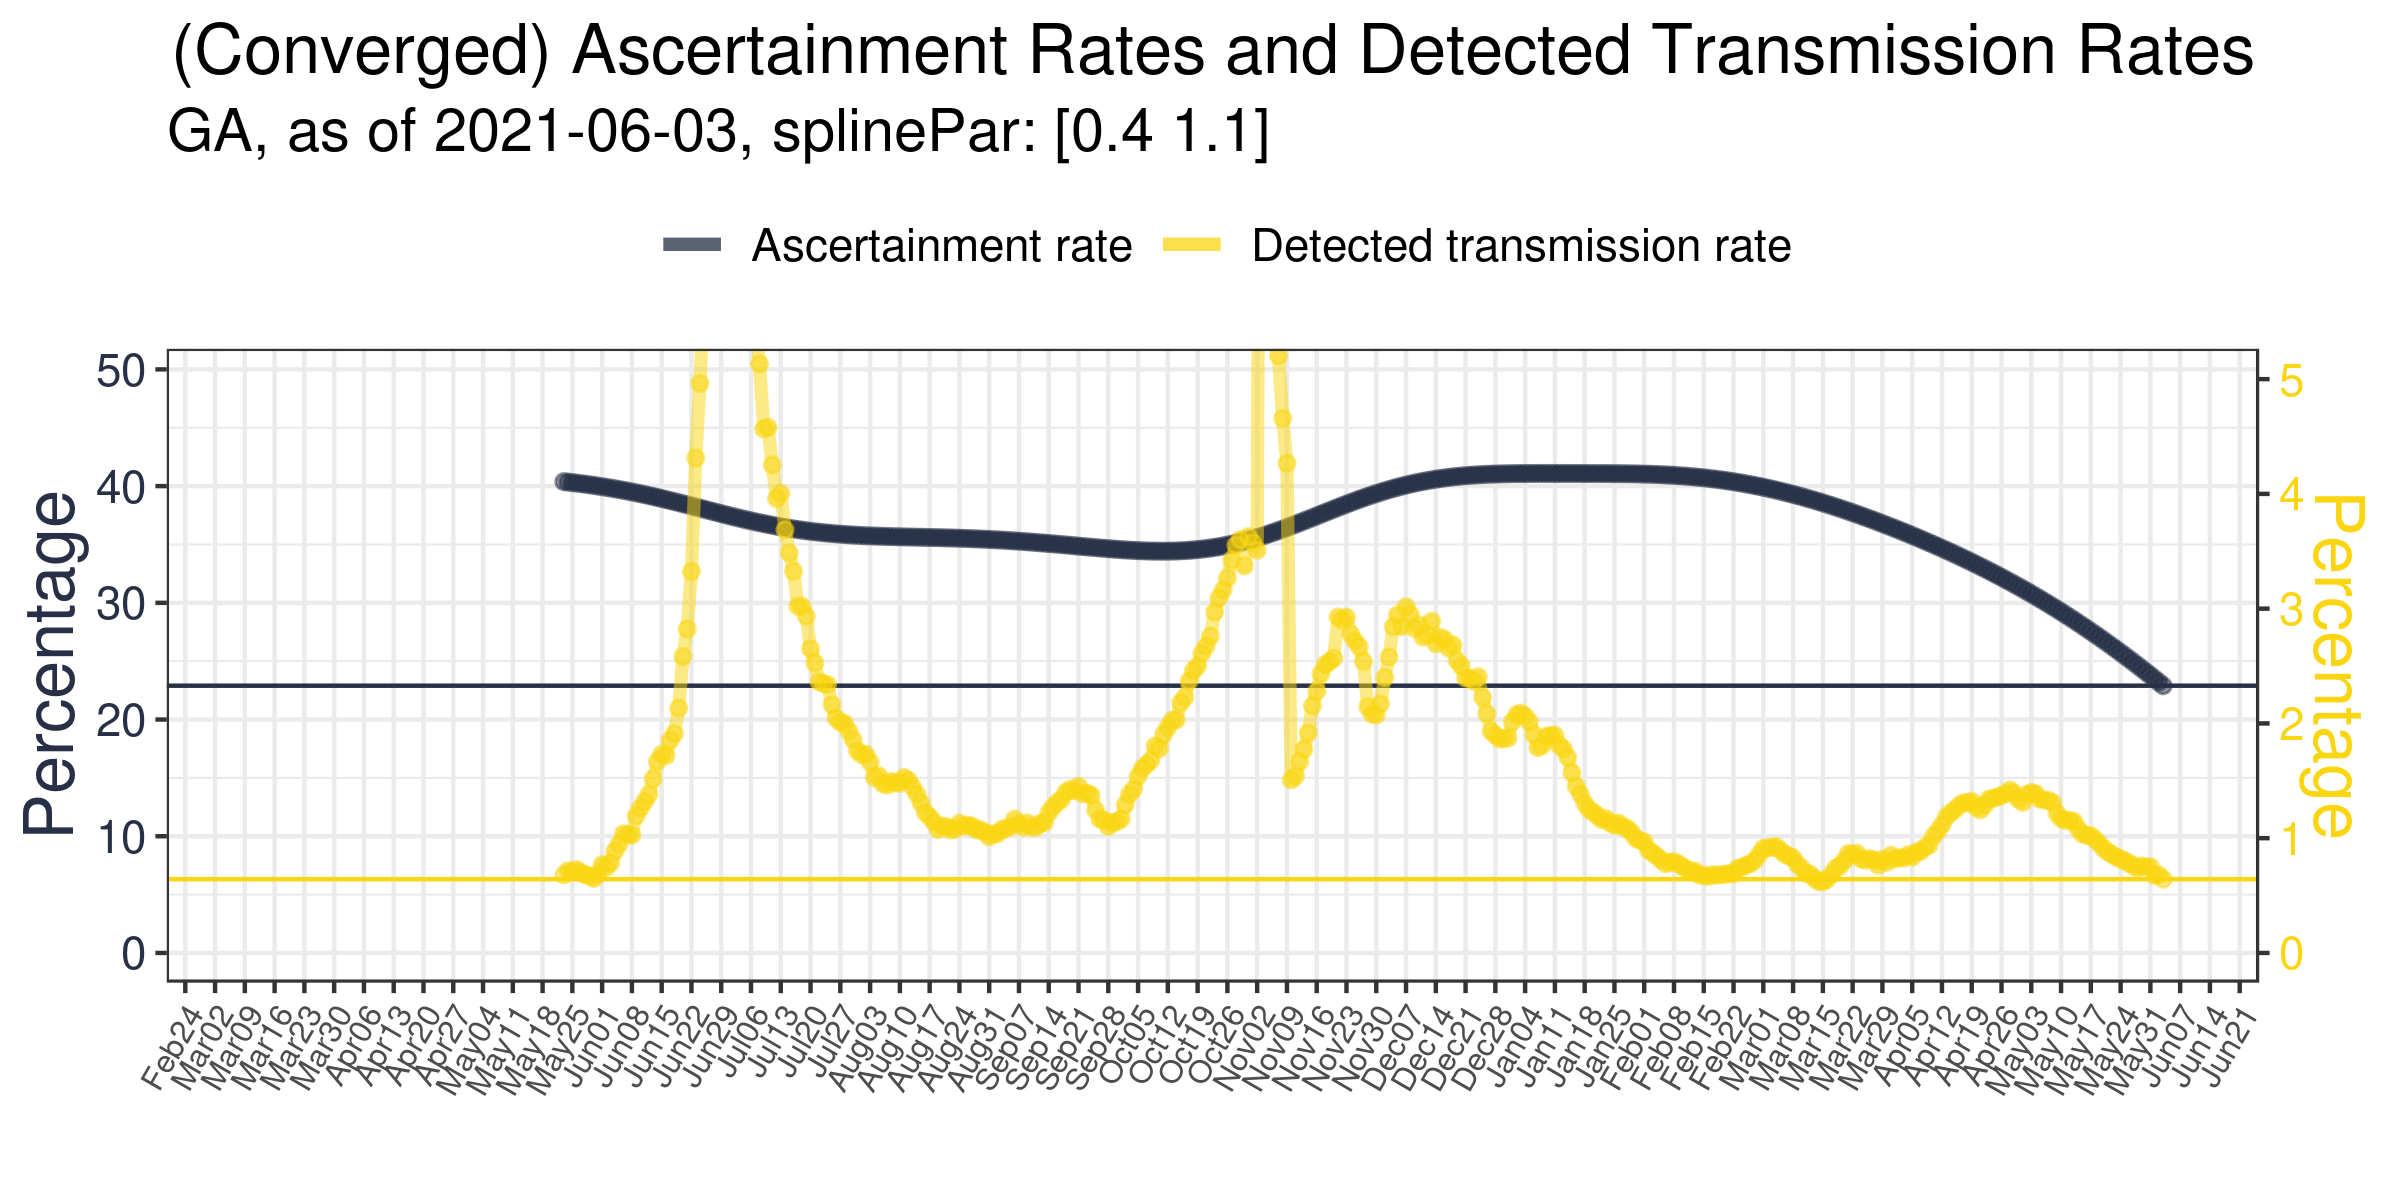 (Converged) Ascertainment Rates and Detected Transmission Rates
GA, as of 2021-06-03, splinePar: [0.4 1.1]
Ascertainment rate Detected transmission rate
Percentage
50
40
30
20
10
0
5
4
3
2
1
0
Percentage
Feb24 Mar02 Mar09 Mar16 Mar23 Mar30 Apr06 Apr13 Apr20 Apr27 May04 May11 May18 May25 Jun01 Jun08 Jun15 Jun22 Jun29 Jul06 Jul13 Jul20 Jul27 Aug03 Aug10 Aug17 Aug24 Aug31 Sep07 Sep14 Sep21 Sep28 Oct05 Oct12 Oct19 Oct26 Nov02 Nov09 Nov16 Nov23 Nov30 Dec07 Dec14 Dec21 Dec28 Jan04 Jan11 Jan18 Jan25 Feb01 Feb08 Feb15 Feb22 Mar01 Mar08 Mar15 Mar22 Mar29 Apr05 Apr12 Apr19 Apr26 May03 May10 May17 May24 May31 Jun07 Jun14 Jun21